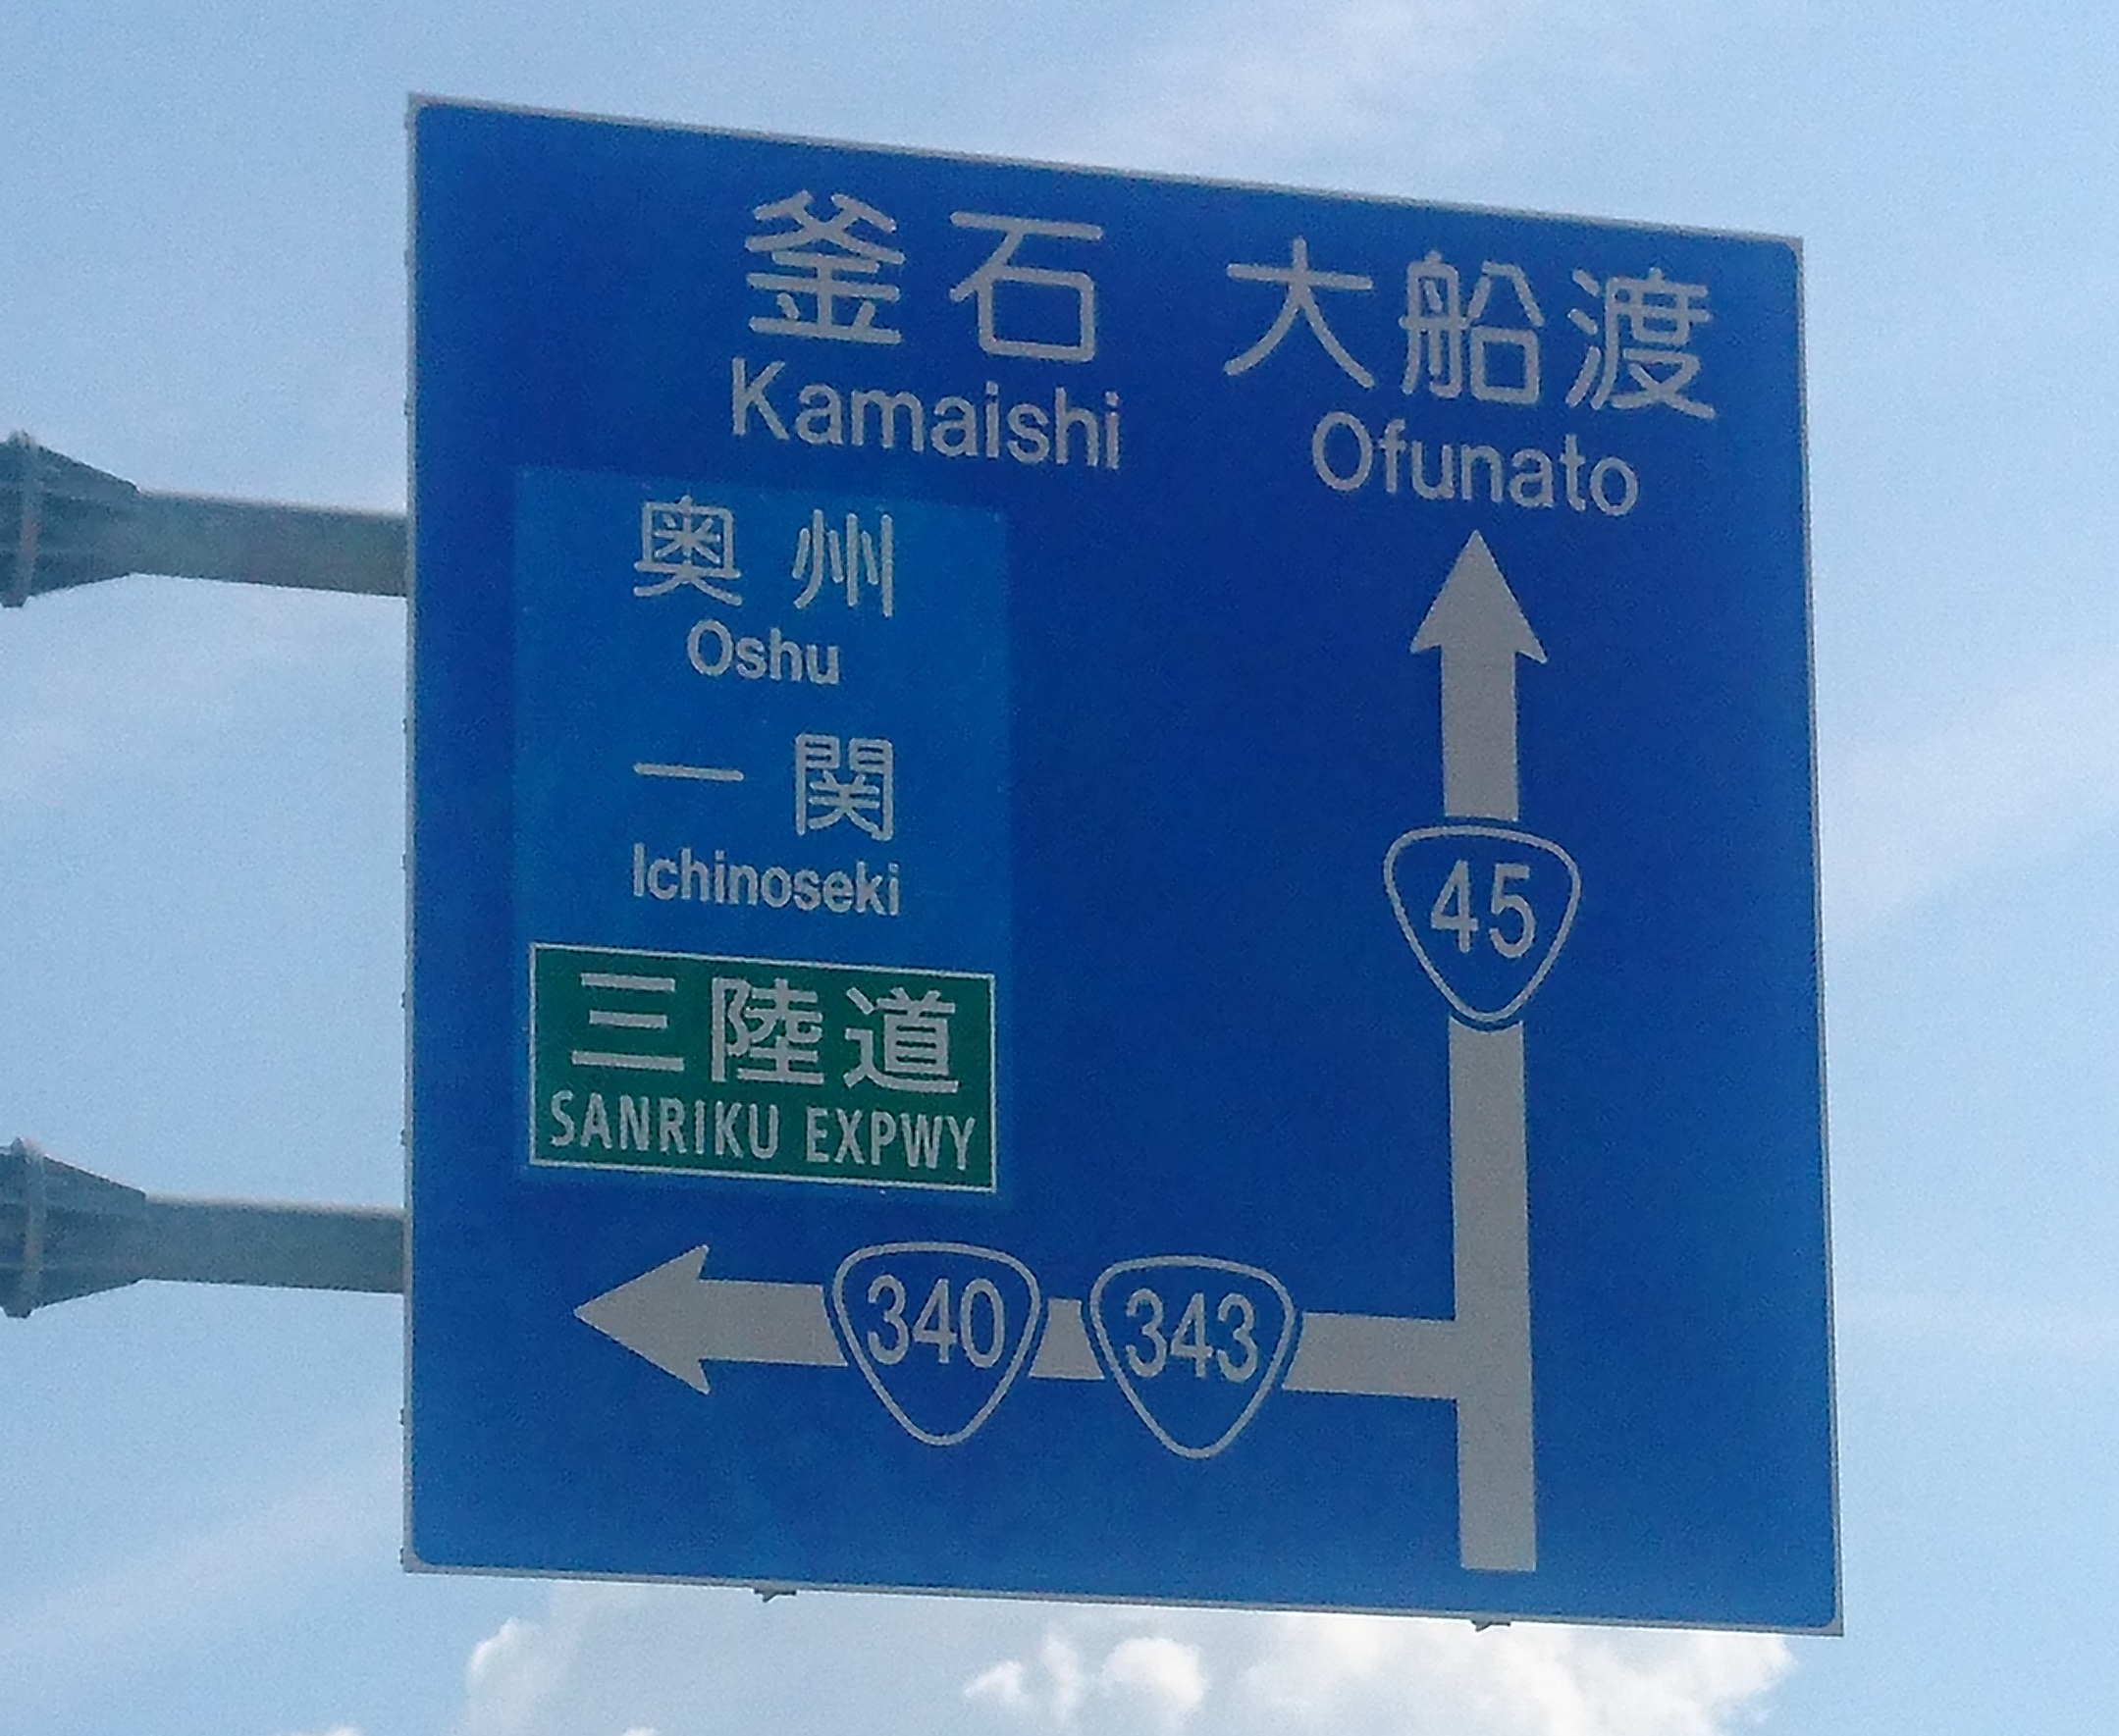 釜石 大船渡
Kamaishi Ofunato
奥州
Oshu
一関
Ichinoseki
三陸道
SANRIKU EXPWY
45
340 343